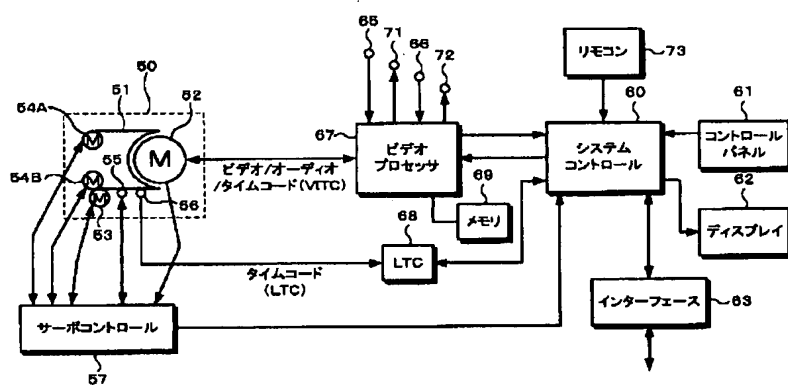 65
71
66
72
リモコン
73
50
51
52
54A
60
61
67
ビデオ
プロセッサ
システム
コントロール
コントロール
パネル
M
M
55
ビデオ/オーディオ
/タイムコード(VITC)
54B
M
M
56
53
69
メモリ
62
ディスプレイ
68
LTC
タイムコード
(LTC)
インターフェース
63
サーボコントロール
57